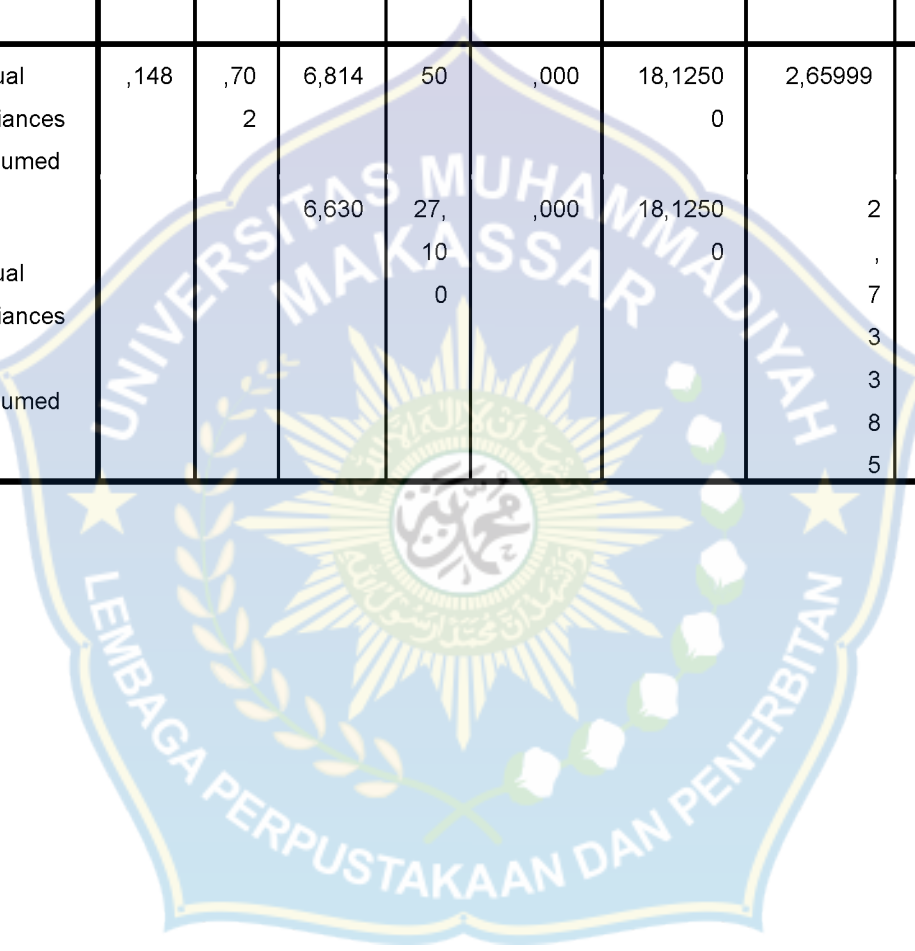 ual ,148 ,70 6,814 50 ,000 18,1250 2,65999
iances 2 0
umed
6,630 27, ,000 18,1250 2
10 0 ,
ual
0 7
iances
3
3
umed
8
5
UNIVERSITAS MUHAMMADIYAH
MAKASSAR
LEMBAGA PERPUSTAKAAN DAN PENERBITAN